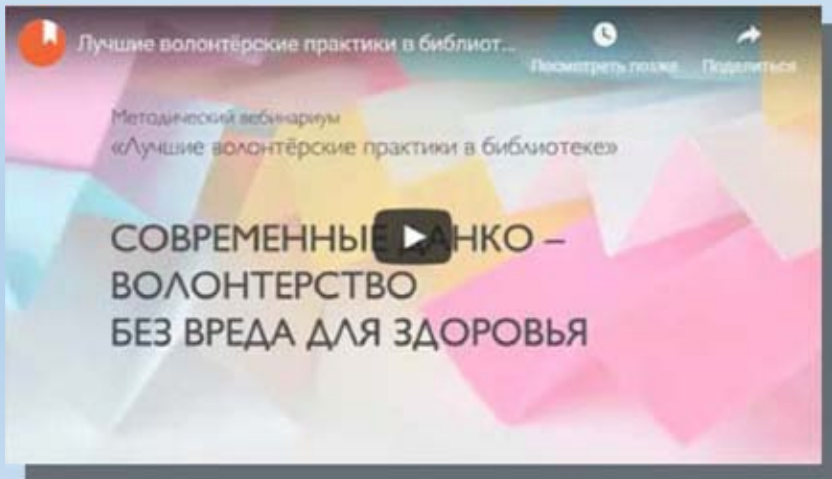 Лучшие волонтёрские практики в библиот...
Посмотреть позже
Поделиться
Методический вебинариум
«Лучшие волонтёрские практики в библиотеке»
СОВРЕМЕННЫЕ ДАНКО –
ВОЛОНТЕРСТВО
БЕЗ ВРЕДА ДЛЯ ЗДОРОВЬЯ